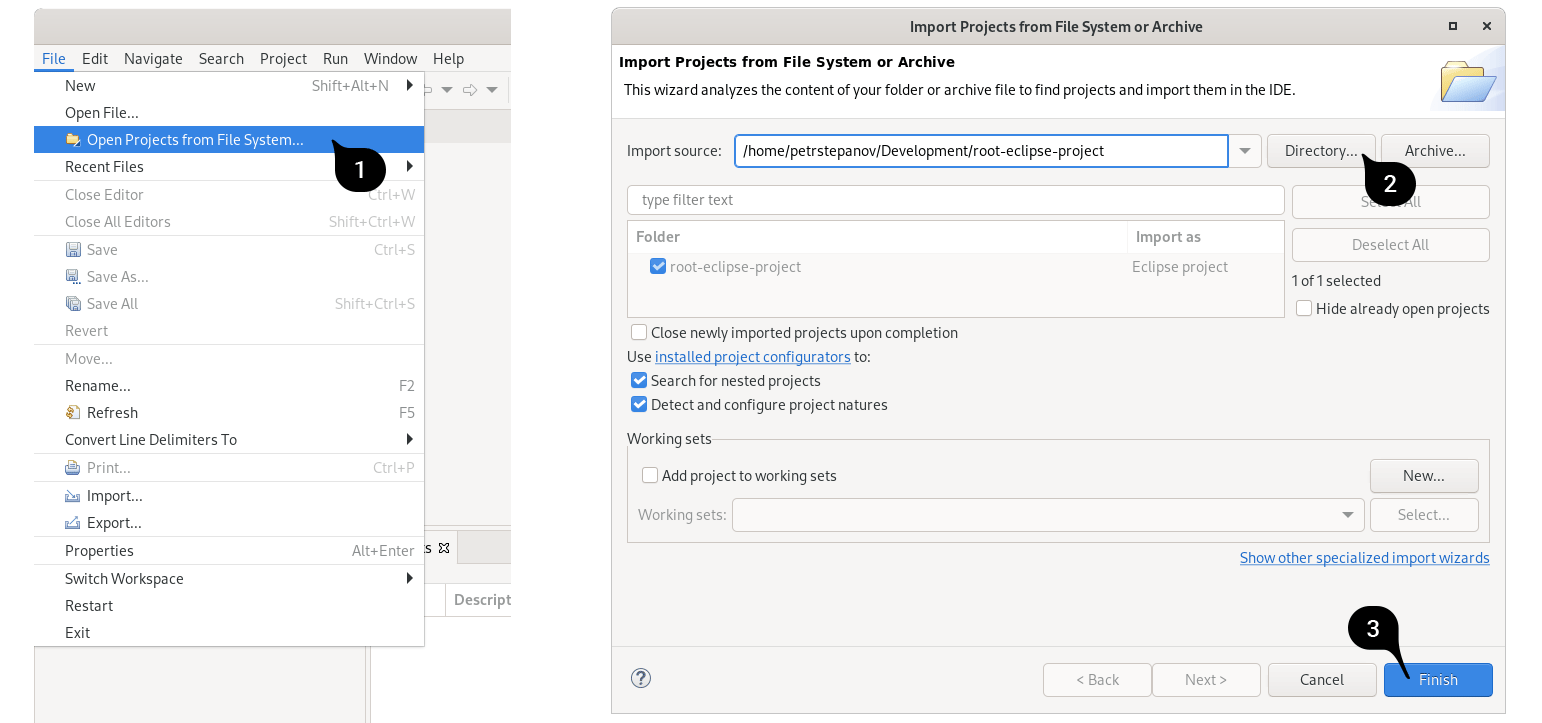 File Edit Navigate Search Project Run Window Help
New Shift+Alt+N
Open File...
Open Projects from File System...
1
Recent Files
Close Editor Ctrl+W
Close All Editors Shift+Ctrl+W
Save Ctrl+S
Save As...
Save All Shift+Ctrl+S
Revert
Move...
Rename... F2
Refresh F5
Convert Line Delimiters To
Print... Ctrl+P
Import...
Export...
Properties Alt+Enter
Switch Workspace
Restart
Exit
s
Descript
Import Projects from File System or Archive
Import Projects from File System or Archive
This wizard analyzes the content of your folder or archive file to find projects and import them in the IDE.
Import source: /home/petrstepanov/Development/root-eclipse-project Directory... Archive...
2
type filter text Select All
Folder Import as Deselect All
root-eclipse-project Eclipse project
1 of 1 selected
Hide already open projects
Close newly imported projects upon completion
Use installed project configurators to:
Search for nested projects
Detect and configure project natures
Working sets
Add project to working sets New...
Working sets: Select...
Show other specialized import wizards
3
? < Back Next > Cancel Finish